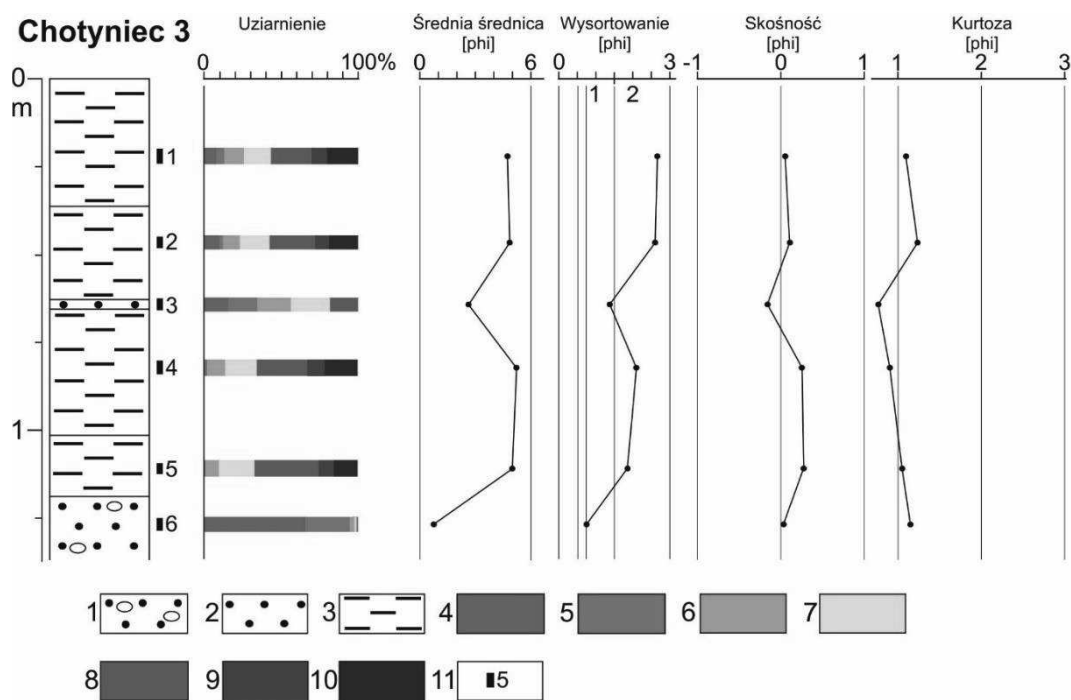 Chotyniec 3
Uziarnienie
Średnia średnica
[phi]
Wysortowanie
[phi]
Skośność
[phi]
Kurtoza
[phi]
0 100%
0 5
0 3
-1 0 1
1 2 3
1 2
0
m
1
1
2
3
4
5
6
1 2 3 4 5 6 7
8 9 10 11 5